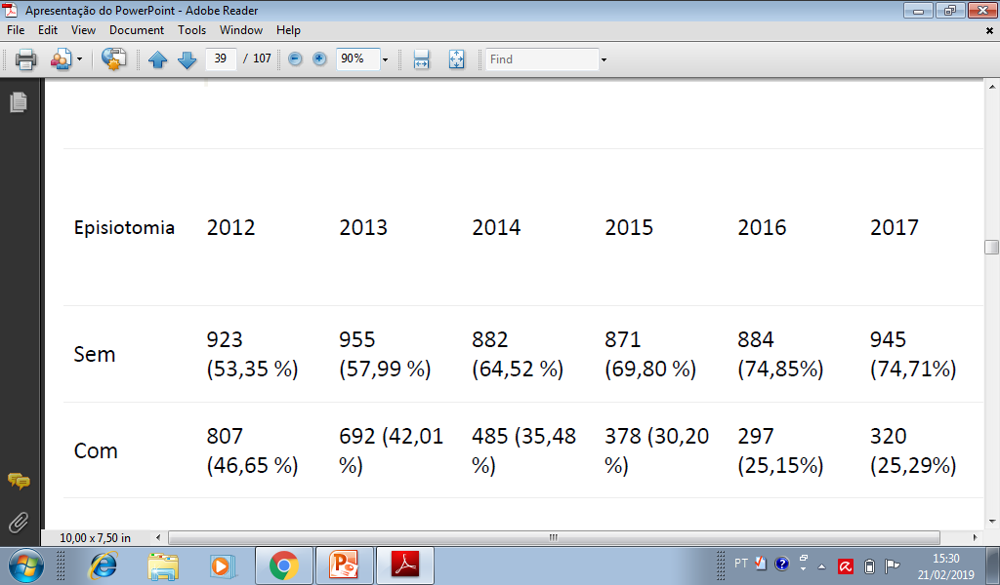 Apresentação do PowerPoint - Adobe Reader
File Edit View Document Tools Window Help
39 / 107 90% Find
Episiotomia 2012 2013 2014 2015 2016 2017
Sem 923 (53,35 %) 955 (57,99 %) 882 (64,52 %) 871 (69,80 %) 884 (74,85%) 945 (74,71%)
Com 807 (46,65 %) 692 (42,01 %) 485 (35,48 %) 378 (30,20 %) 297 (25,15%) 320 (25,29%)
10,00 x 7,50 in
PT 15:30
21/02/2019